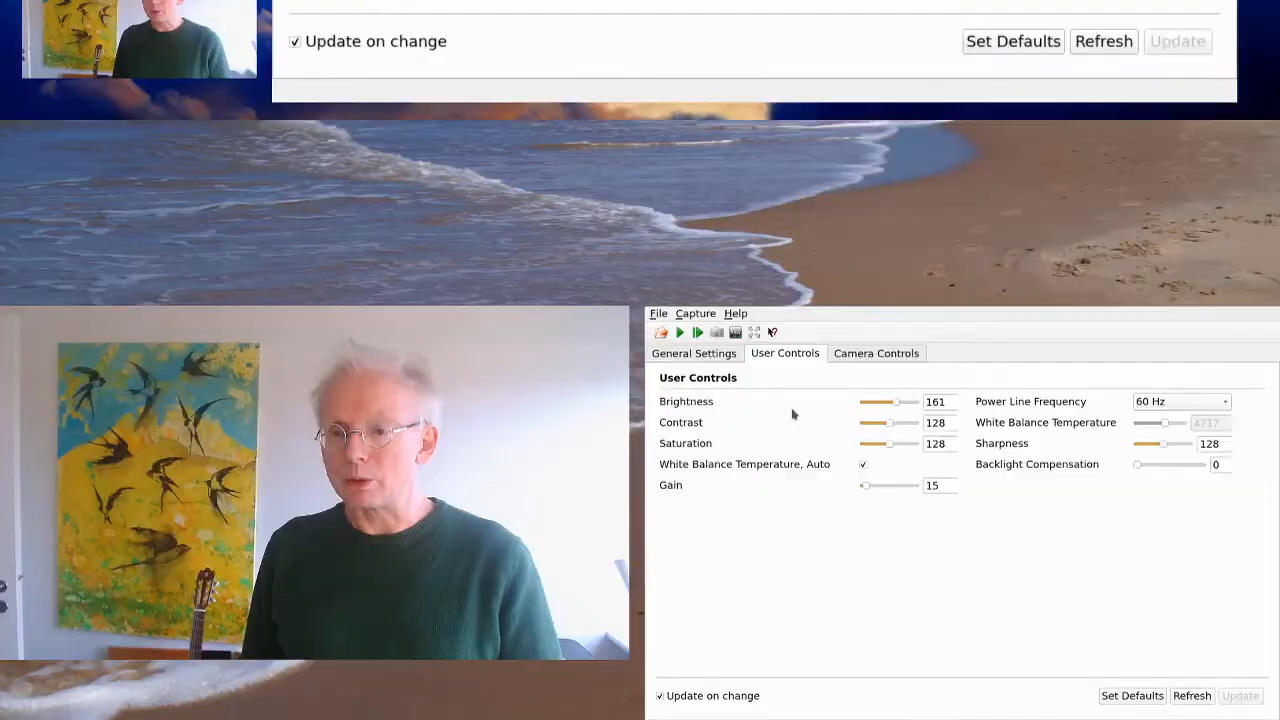 Update on change
Set Defaults Refresh Update
File Capture Help
General Settings User Controls Camera Controls
User Controls
Brightness 161 Power Line Frequency 60 Hz
Contrast 128 White Balance Temperature 4717
Saturation 128 Sharpness 128
White Balance Temperature, Auto Backlight Compensation 0
Gain 15
Update on change Set Defaults Refresh Update